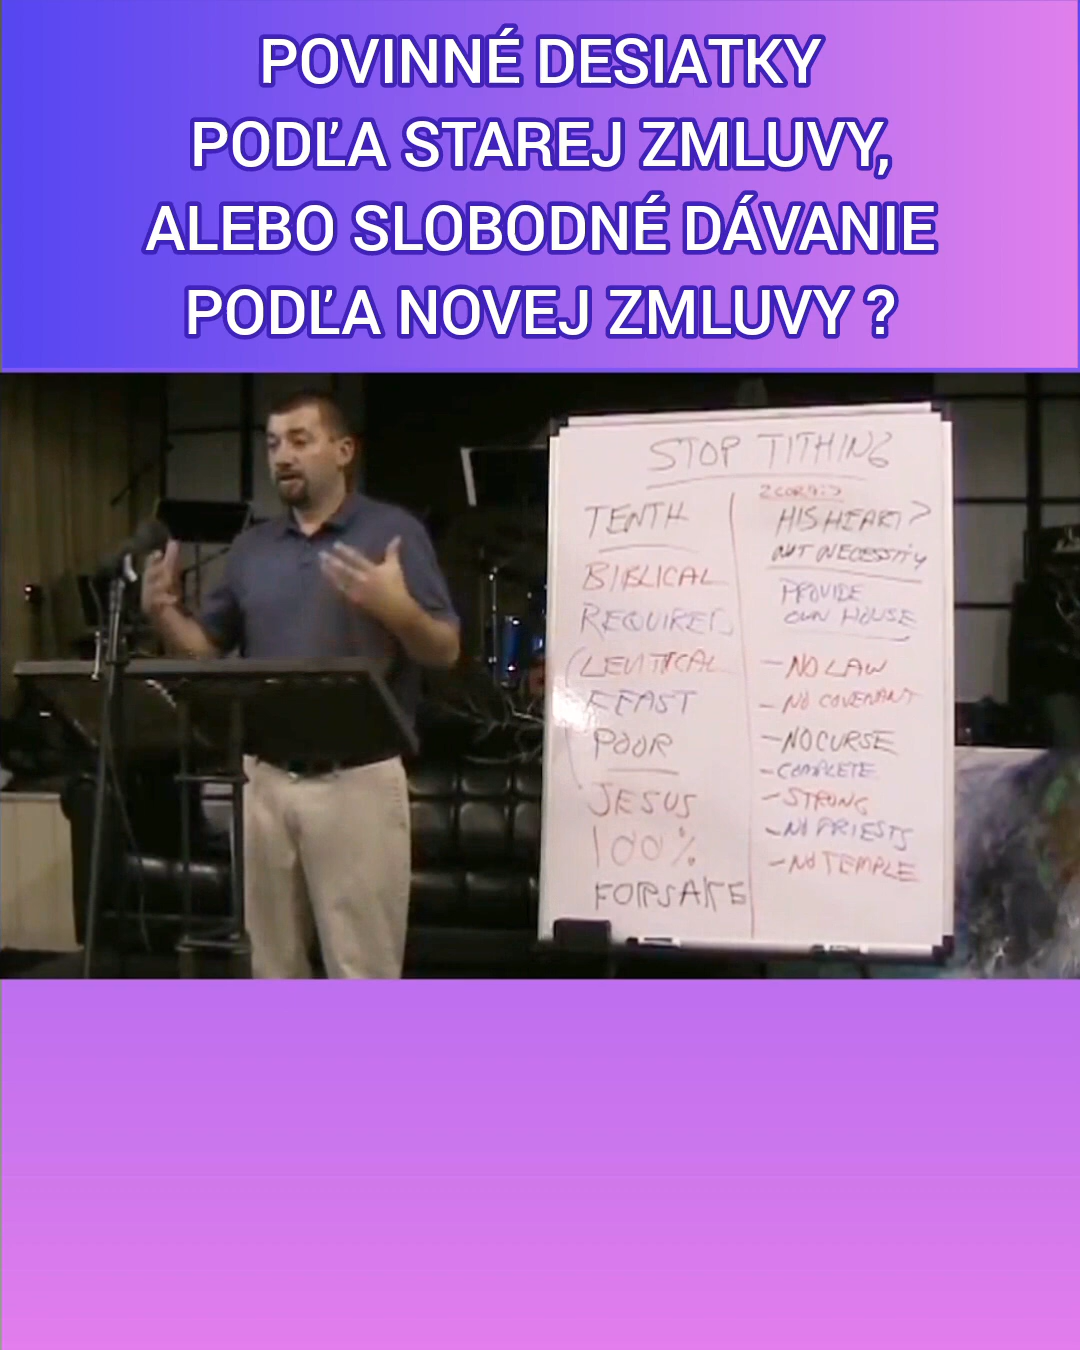 POVINNÉ DESIATKY
PODĽA STAREJ ZMLUVY,
ALEBO SLOBODNÉ DÁVANIE
PODĽA NOVEJ ZMLUVY ?
STOP TITHING
TENTH
BIBLICAL
REQUIRED
LEVITICAL
FEAST
POOR
JESUS
100%
FORSAKE
2COR9:7
HIS HEART?
NOT NECESSITY
PROVIDE
OWN HOUSE
- NO LAW
- NO COVENANT
- NO CURSE
- COMPLETE
- STRONG
- NO PRIESTS
- NO TEMPLE